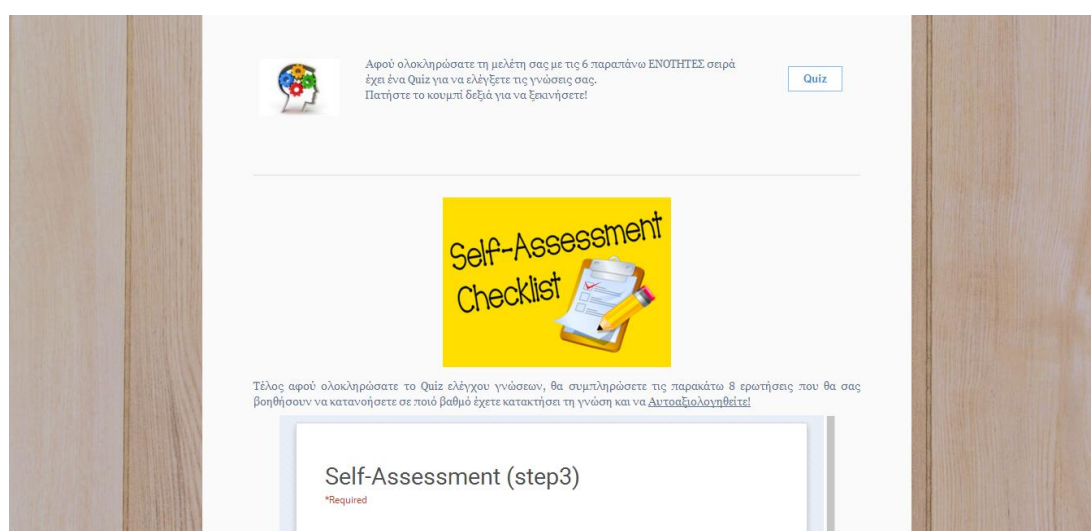 Αφού ολοκληρώσατε τη μελέτη σας με τις 6 παραπάνω ΕΝΟΤΗΤΕΣ σειρά
έχει ένα Quiz για να ελέγξετε τις γνώσεις σας.
Πατήστε το κουμπί δεξιά για να ξεκινήσετε!
Quiz
Self-Assessment
Checklist
Τέλος αφού ολοκληρώσατε το Quiz ελέγχου γνώσεων, θα συμπληρώσετε τις παρακάτω 8 ερωτήσεις που θα σας
βοηθήσουν να κατανοήσετε σε ποιό βαθμό έχετε κατακτήσει τη γνώση και να Αυτοαξιολογηθείτε!
Self-Assessment (step3)
*Required